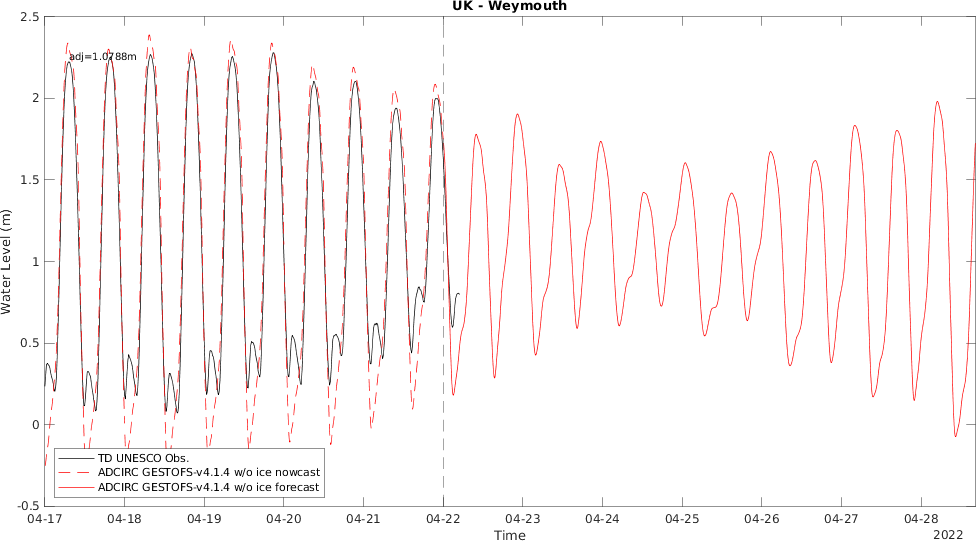 UK - Weymouth
2.5
adj=1.0788m
2
1.5
1
0.5
0
-0.5
Water Level (m)
TD UNESCO Obs.
ADCIRC GESTOFS-v4.1.4 w/o ice nowcast
ADCIRC GESTOFS-v4.1.4 w/o ice forecast
04-17 04-18 04-19 04-20 04-21 04-22 04-23 04-24 04-25 04-26 04-27 04-28
Time
2022